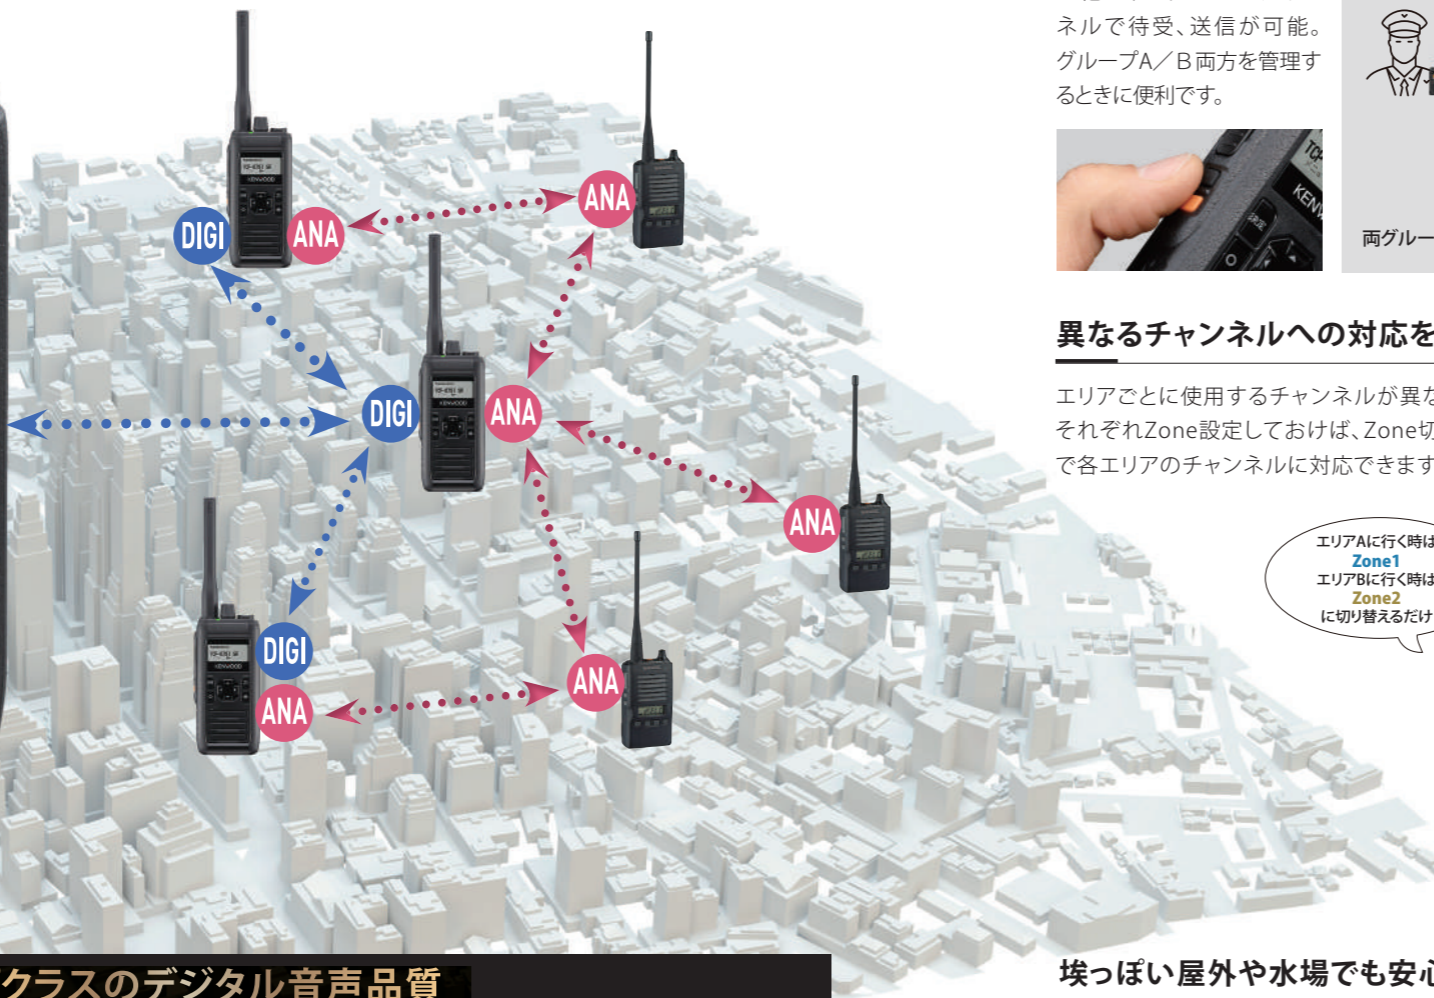 ネルで待受、送信が可能。
グループA／B両方を管理す
るときに便利です。
TCP
KENW
両グルー
異なるチャンネルへの対応を
エリアごとに使用するチャンネルが異な
それぞれZone設定しておけば、Zone切
で各エリアのチャンネルに対応できます
エリアAに行く時は
Zone1
エリアBに行く時は
Zone2
に切り替えるだけ
DIGI
ANA
ANA
KENWOOD
DIGI
ANA
KENWOOD
ANA
DIGI
ANA
KENWOOD
ANA
クラスのデジタル音声品質
埃っぽい屋外や水場でも安心